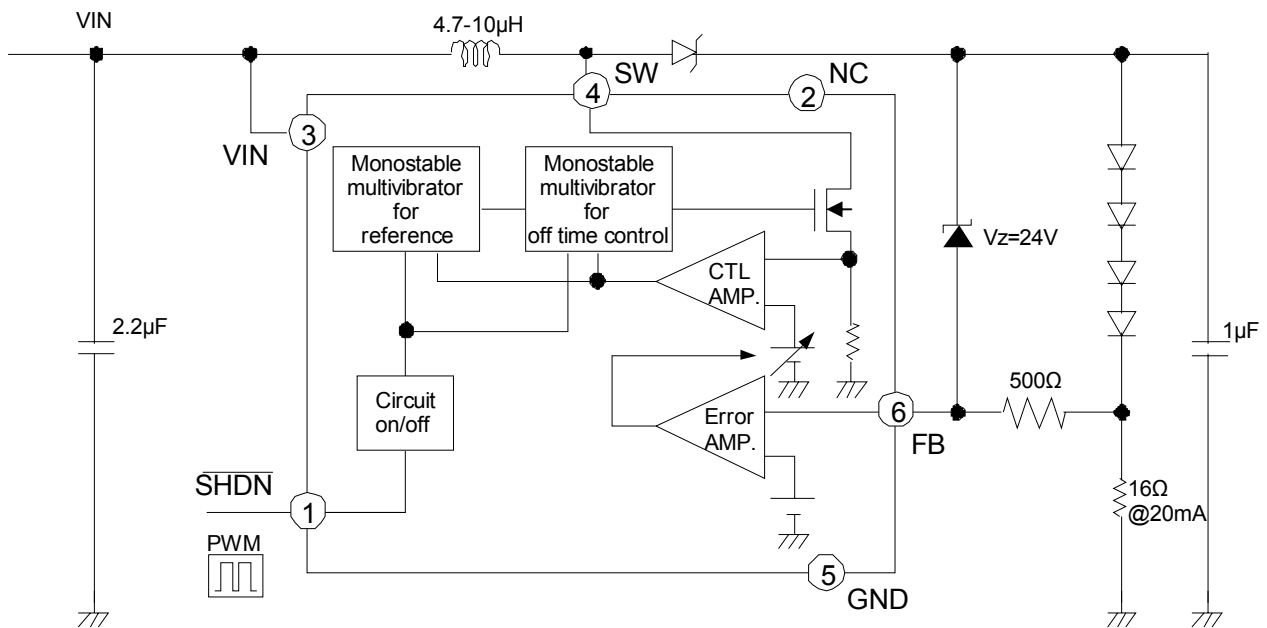 VIN
4.7-10µH
SW
NC
4
2
3
VIN
Monostable
multivibrator
for
reference
Monostable
multivibrator
for
off time control
CTL
AMP.
Vz=24V
2.2µF
1µF
Circuit
on/off
Error
AMP.
500Ω
6
FB
SHDN
1
16Ω
@20mA
PWM
5
GND